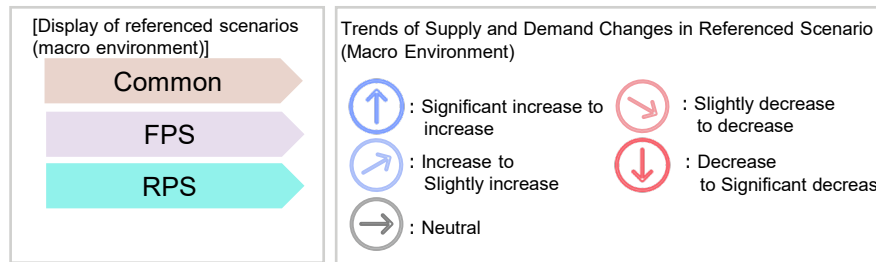 [Display of referenced scenarios
(macro environment)]
Common
FPS
RPS
Trends of Supply and Demand Changes in Referenced Scenario
(Macro Environment)
: Significant increase to
increase
: Increase to
Slightly increase
: Neutral
: Slightly decrease
to decrease
: Decrease
to Significant decreas